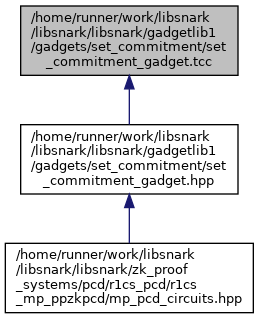 /home/runner/work/libsnark
/libsnark/libsnark/gadgetlib1
/gadgets/set_commitment/set
_commitment_gadget.tcc
/home/runner/work/libsnark
/libsnark/libsnark/gadgetlib1
/gadgets/set_commitment/set
_commitment_gadget.hpp
/home/runner/work/libsnark
/libsnark/libsnark/zk_proof
_systems/pcd/r1cs_pcd/r1cs
_mp_ppzkpcd/mp_pcd_circuits.hpp